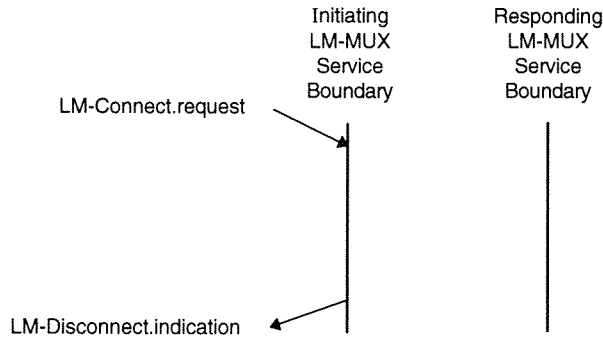 Initiating
LM-MUX
Service
Boundary
Responding
LM-MUX
Service
Boundary
LM-Connect.request
LM-Disconnect.indication